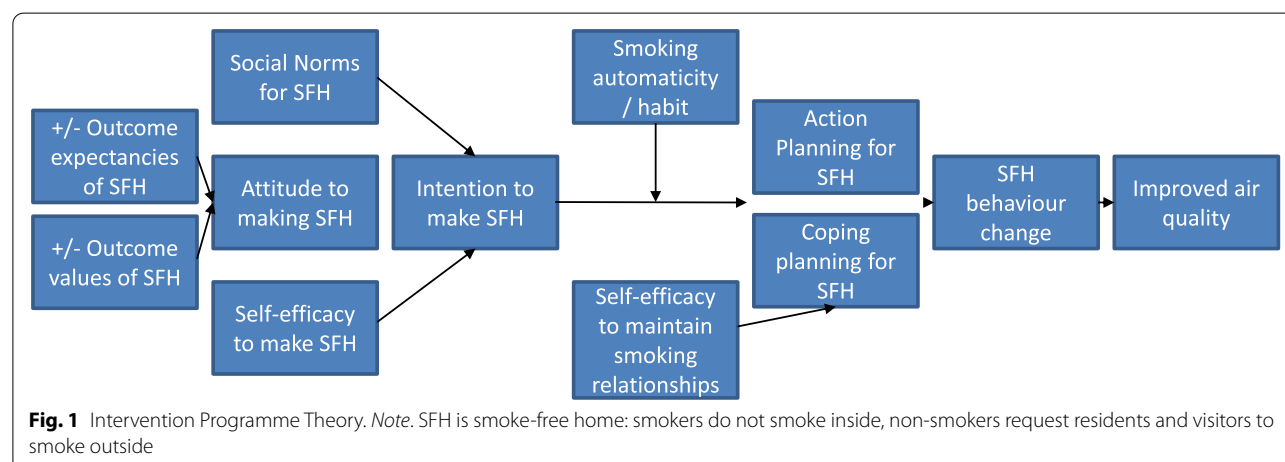 Social Norms
for SFH
Smoking
automaticity
/ habit
+/- Outcome
expectancies
of SFH
Action
Planning for
SFH
Attitude to
making SFH
Intention to
make SFH
SFH
behaviour
change
Improved air
quality
+/- Outcome
values of SFH
Coping
planning for
SFH
Self-efficacy
to make SFH
Self-efficacy
to maintain
smoking
relationships
Fig. 1 Intervention Programme Theory. Note. SFH is smoke-free home: smokers do not smoke inside, non-smokers request residents and visitors to
smoke outside